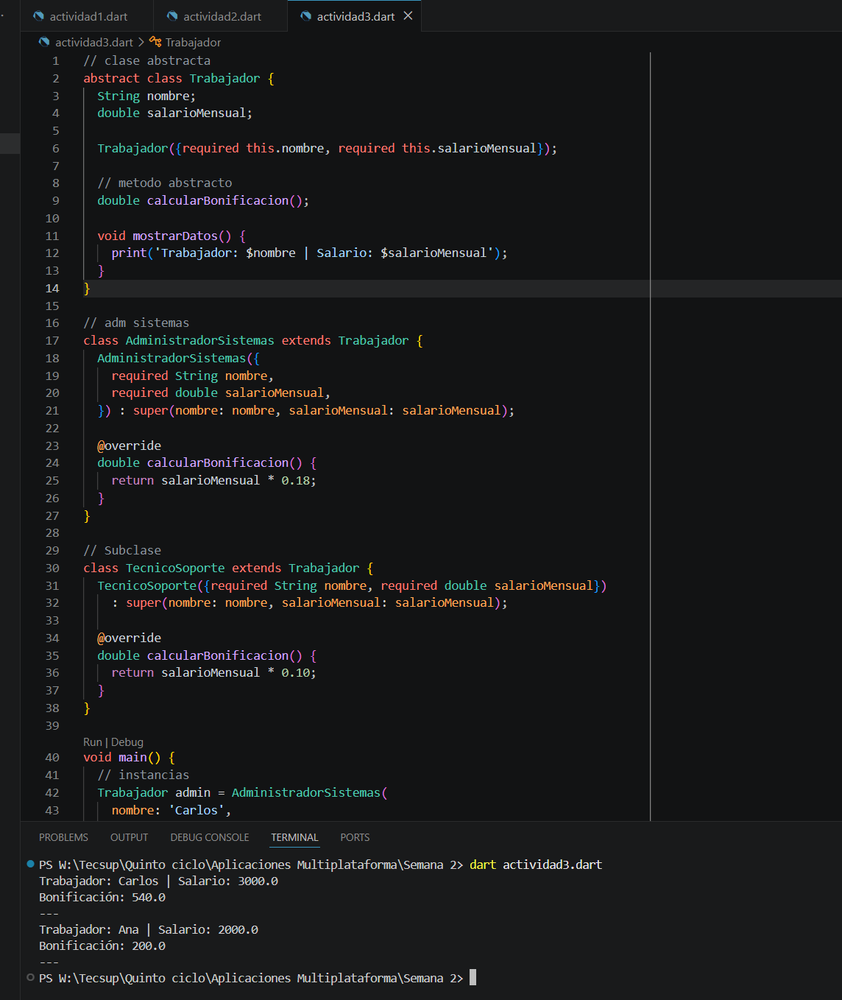 actividad1.dart actividad2.dart actividad3.dart
actividad3.dart > Trabajador
1 // clase abstracta
2 abstract class Trabajador {
3   String nombre;
4   double salarioMensual;
5
6   Trabajador({required this.nombre, required this.salarioMensual});
7
8   // metodo abstracto
9   double calcularBonificacion();
10
11   void mostrarDatos() {
12     print('Trabajador: $nombre | Salario: $salarioMensual');
13   }
14 }
15
16 // adm sistemas
17 class AdministradorSistemas extends Trabajador {
18   AdministradorSistemas({
19     required String nombre,
20     required double salarioMensual,
21   }) : super(nombre: nombre, salarioMensual: salarioMensual);
22
23   @override
24   double calcularBonificacion() {
25     return salarioMensual * 0.18;
26   }
27 }
28
29 // Subclase
30 class TecnicoSoporte extends Trabajador {
31   TecnicoSoporte({required String nombre, required double salarioMensual})
32     : super(nombre: nombre, salarioMensual: salarioMensual);
33
34   @override
35   double calcularBonificacion() {
36     return salarioMensual * 0.10;
37   }
38 }
39
Run | Debug
40 void main() {
41   // instancias
42   Trabajador admin = AdministradorSistemas(
43     nombre: 'Carlos',
PROBLEMS OUTPUT DEBUG CONSOLE TERMINAL PORTS
PS W:\Tecsup\Quinto ciclo\Aplicaciones Multiplataforma\Semana 2> dart actividad3.dart
Trabajador: Carlos | Salario: 3000.0
Bonificación: 540.0
---
Trabajador: Ana | Salario: 2000.0
Bonificación: 200.0
---
PS W:\Tecsup\Quinto ciclo\Aplicaciones Multiplataforma\Semana 2>